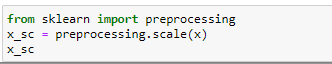 from sklearn import preprocessing
x_sc = preprocessing.scale(x)
x_sc